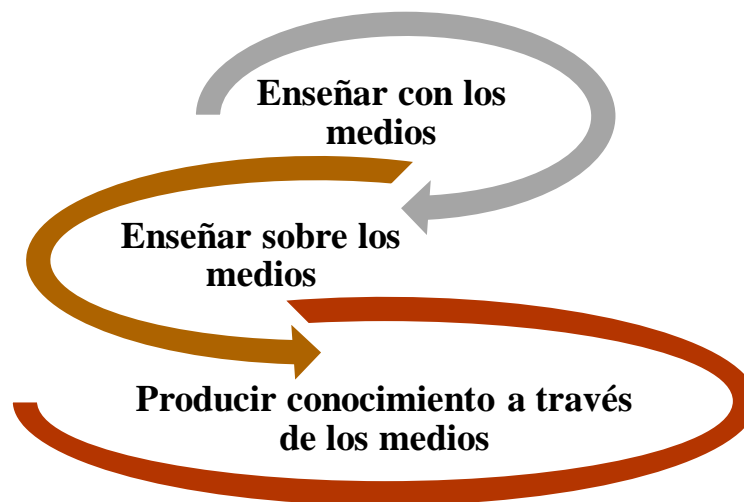 Enseñar con los
medios
Enseñar sobre los
medios
Producir conocimiento a través
de los medios